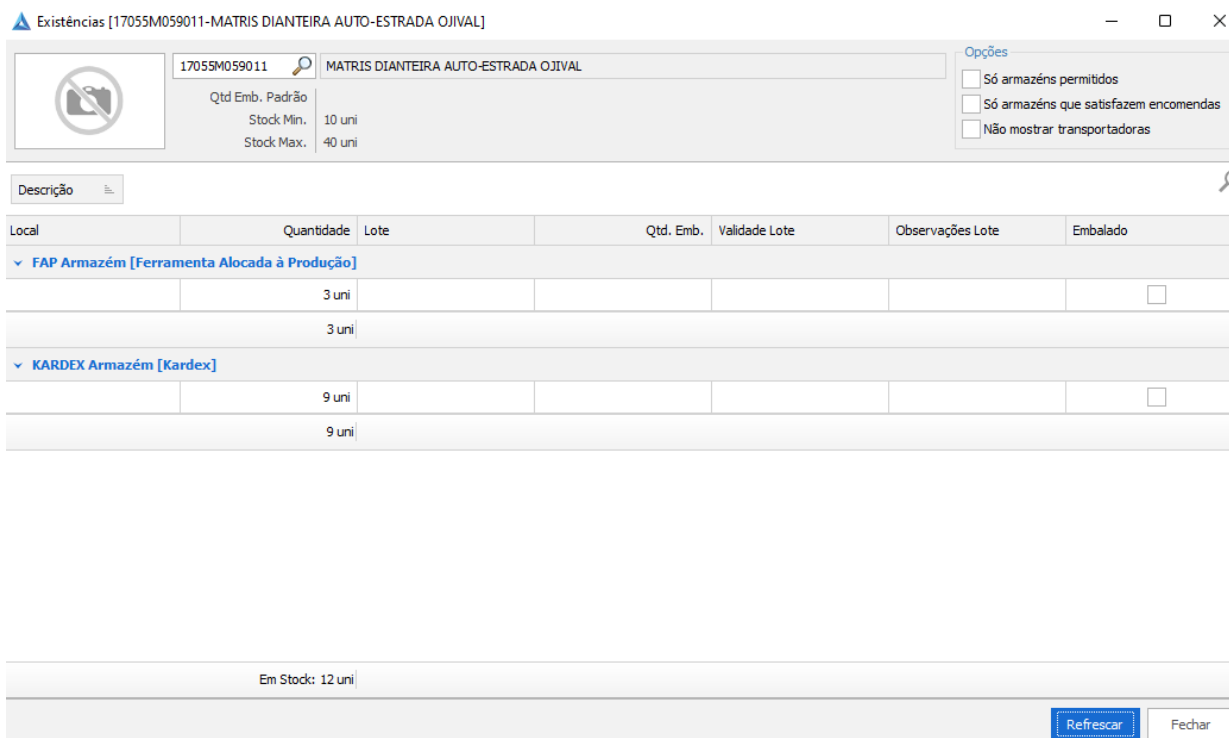 Existências [17055M059011-MATRIS DIANTEIRA AUTO-ESTRADA OJIVAL]
17055M059011 MATRIS DIANTEIRA AUTO-ESTRADA OJIVAL
Qtd Emb. Padrão
Stock Min. 10 uni
Stock Max. 40 uni
Opções
Só armazéns permitidos
Só armazéns que satisfazem encomendas
Não mostrar transportadoras
Descrição
Local Quantidade Lote Qtd. Emb. Validade Lote Observações Lote Embalado
FAP Armazém [Ferramenta Alocada à Produção]
3 uni
3 uni
KARDEX Armazém [Kardex]
9 uni
9 uni
Em Stock: 12 uni
Refrescar Fechar